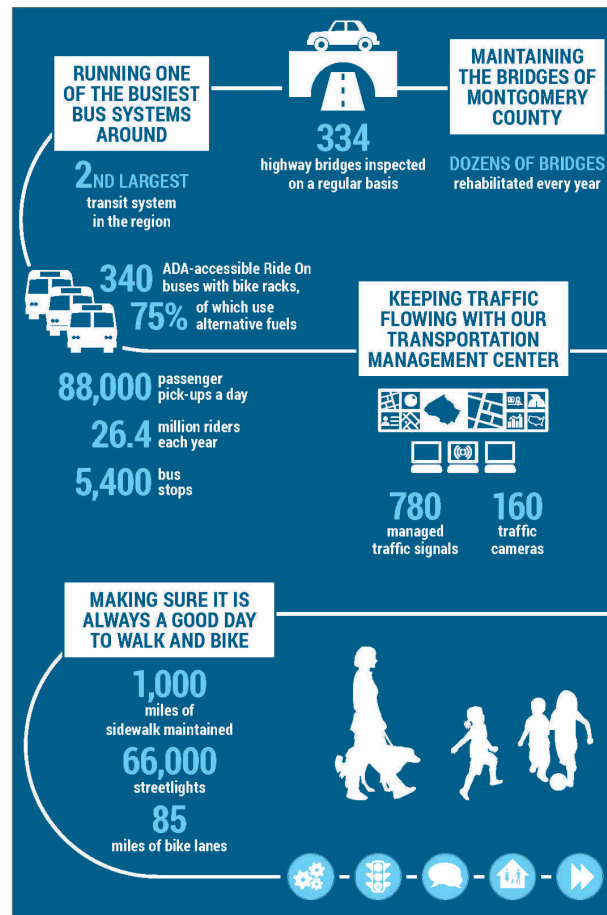 RUNNING ONE
OF THE BUSIEST
BUS SYSTEMS
AROUND
2ND LARGEST
transit system
in the region
334
highway bridges inspected
on a regular basis
MAINTAINING
THE BRIDGES OF
MONTGOMERY
COUNTY
DOZENS OF BRIDGES
rehabilitated every year
340 ADA-accessible Ride On
buses with bike racks,
75% of which use
alternative fuels
88,000 passenger
pick-ups a day
26.4 million riders
each year
5,400 bus
stops
KEEPING TRAFFIC
FLOWING WITH OUR
TRANSPORTATION
MANAGEMENT CENTER
780
managed
traffic signals
160
traffic
cameras
MAKING SURE IT IS
ALWAYS A GOOD DAY
TO WALK AND BIKE
1,000
miles of
sidewalk maintained
66,000
streetlights
85
miles of bike lanes